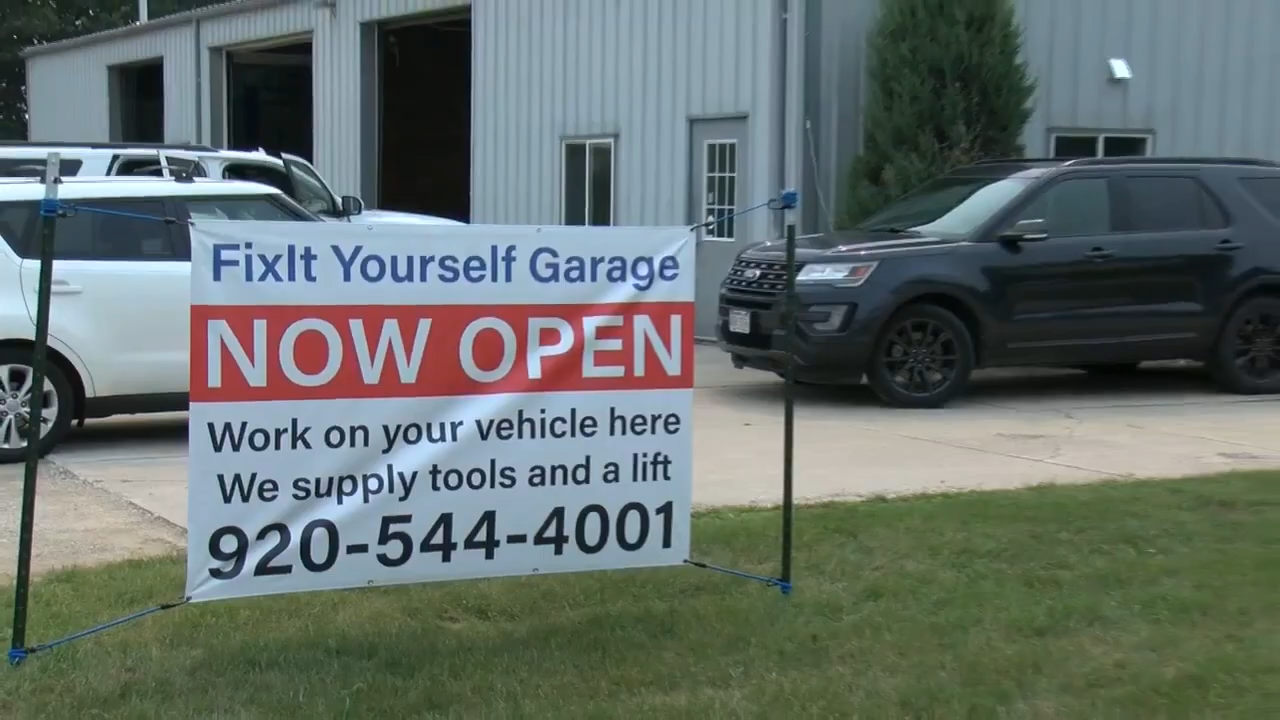 FixIt Yourself Garage
NOW OPEN
Work on your vehicle here
We supply tools and a lift
920-544-4001